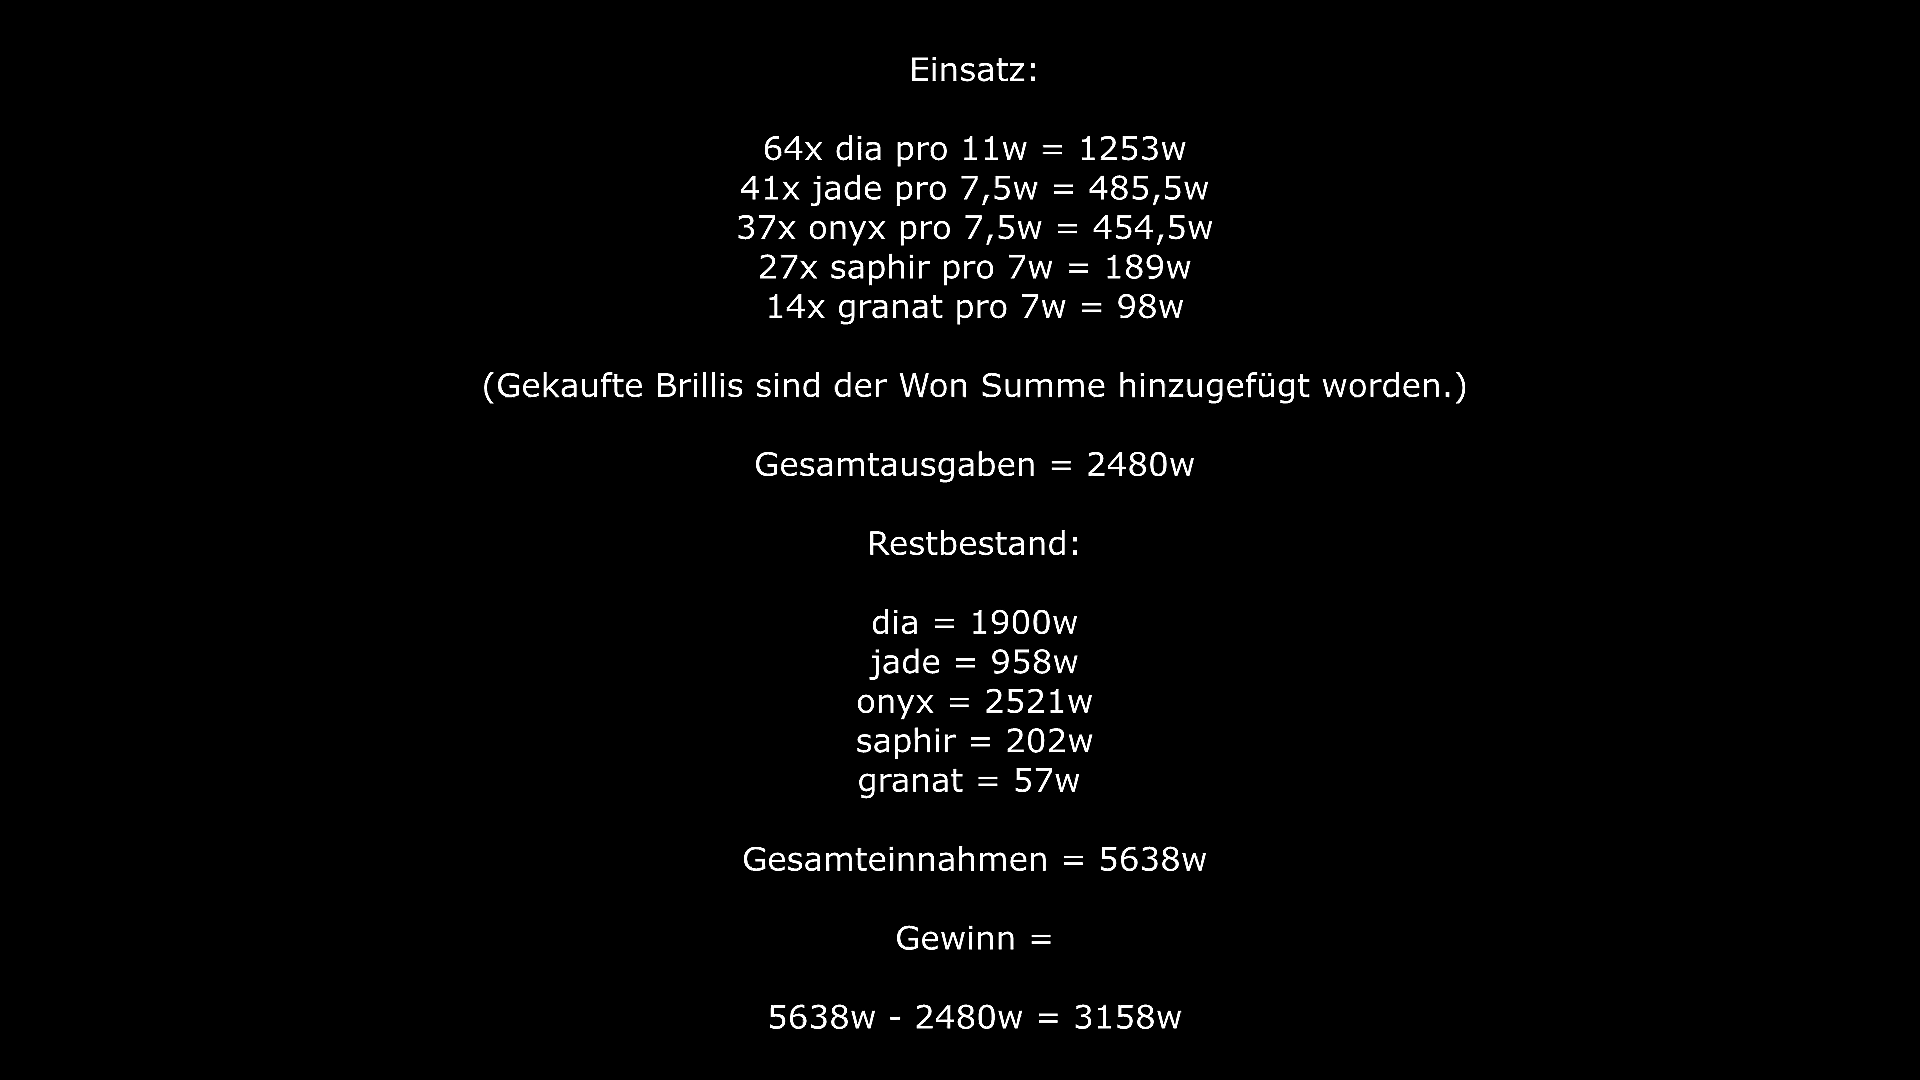 Einsatz:
64x dia pro 11w = 1253w
41x jade pro 7,5w = 485,5w
37x onyx pro 7,5w = 454,5w
27x saphir pro 7w = 189w
14x granat pro 7w = 98w
(Gekaufte Brillis sind der Won Summe hinzugefügt worden.)
Gesamtausgaben = 2480w
Restbestand:
dia = 1900w
jade = 958w
onyx = 2521w
saphir = 202w
granat = 57w
Gesamteinnahmen = 5638w
Gewinn =
5638w - 2480w = 3158w